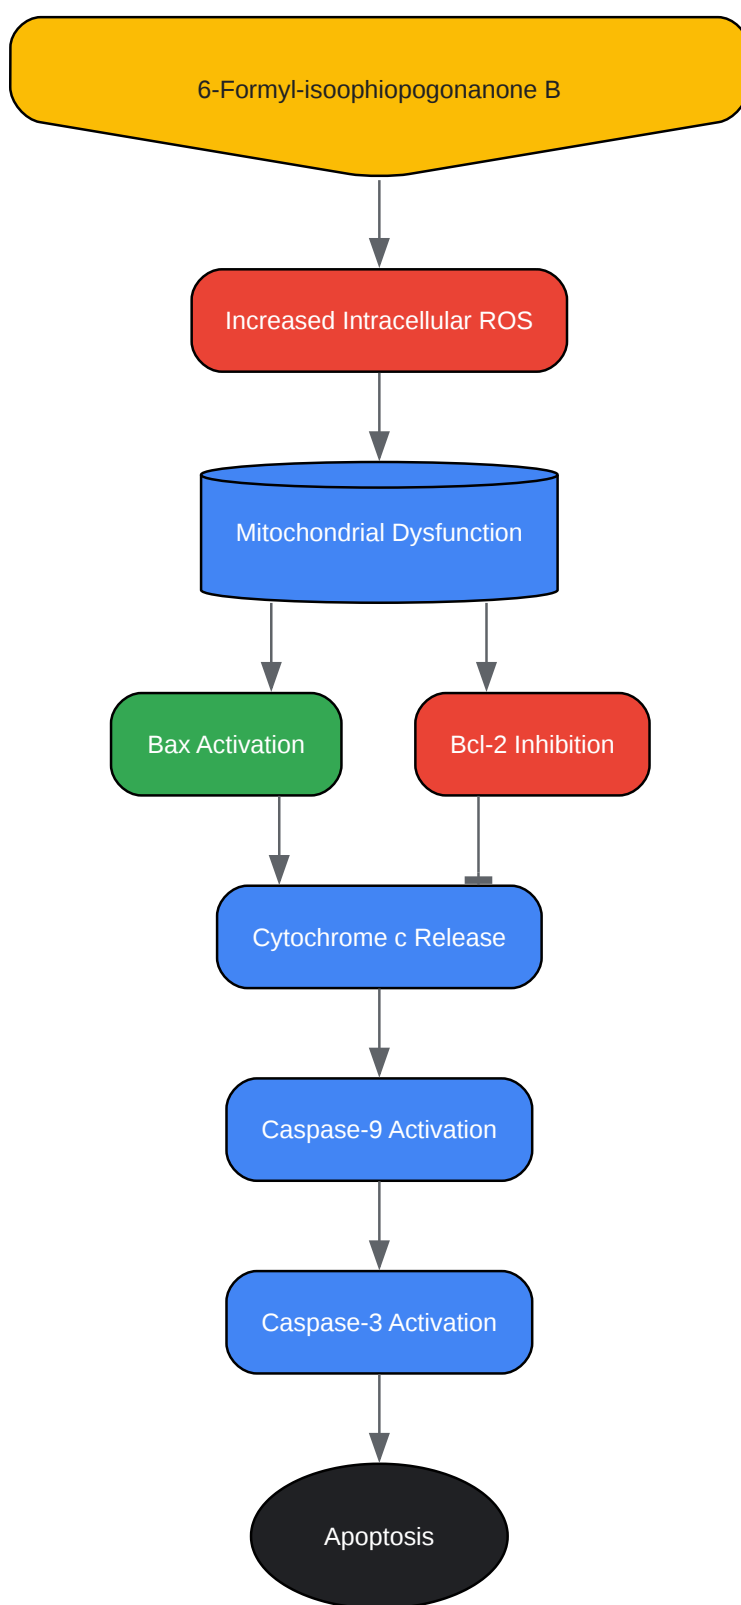 6-Formyl-isoophiopogonanone B
Increased Intracellular ROS
Mitochondrial Dysfunction
Bax Activation
Bcl-2 Inhibition
Cytochrome c Release
Caspase-9 Activation
Caspase-3 Activation
Apoptosis